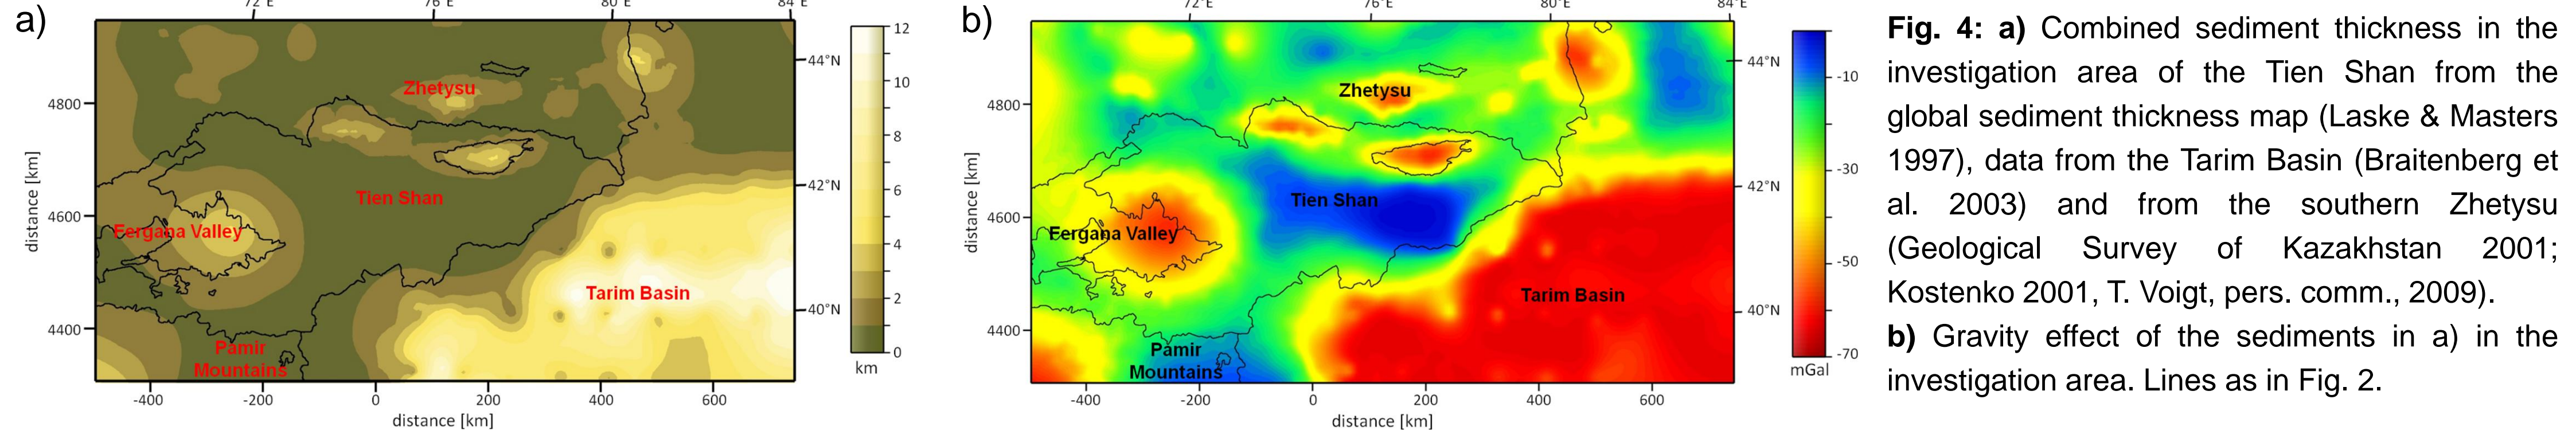 a)
72°E 76°E 80°E 84°E
44°N
42°N
40°N
4800
4600
4400
distance [km]
-400 -200 0 200 400 600
distance [km]
Zhetysu
Tien Shan
Fergana Valley
Tarim Basin
Pamir
Mountains
12
10
8
6
4
2
0
km
b)
72°E 76°E 80°E 84°E
44°N
42°N
40°N
4800
4600
4400
distance [km]
-400 -200 0 200 400 600
distance [km]
Zhetysu
Tien Shan
Fergana Valley
Tarim Basin
Pamir
Mountains
-10
-30
-50
-70
mGal
Fig. 4: a) Combined sediment thickness in the
investigation area of the Tien Shan from the
global sediment thickness map (Laske & Masters
1997), data from the Tarim Basin (Braitenberg et
al. 2003) and from the southern Zhetysu
(Geological Survey of Kazakhstan 2001;
Kostenko 2001, T. Voigt, pers. comm., 2009).
b) Gravity effect of the sediments in a) in the
investigation area. Lines as in Fig. 2.